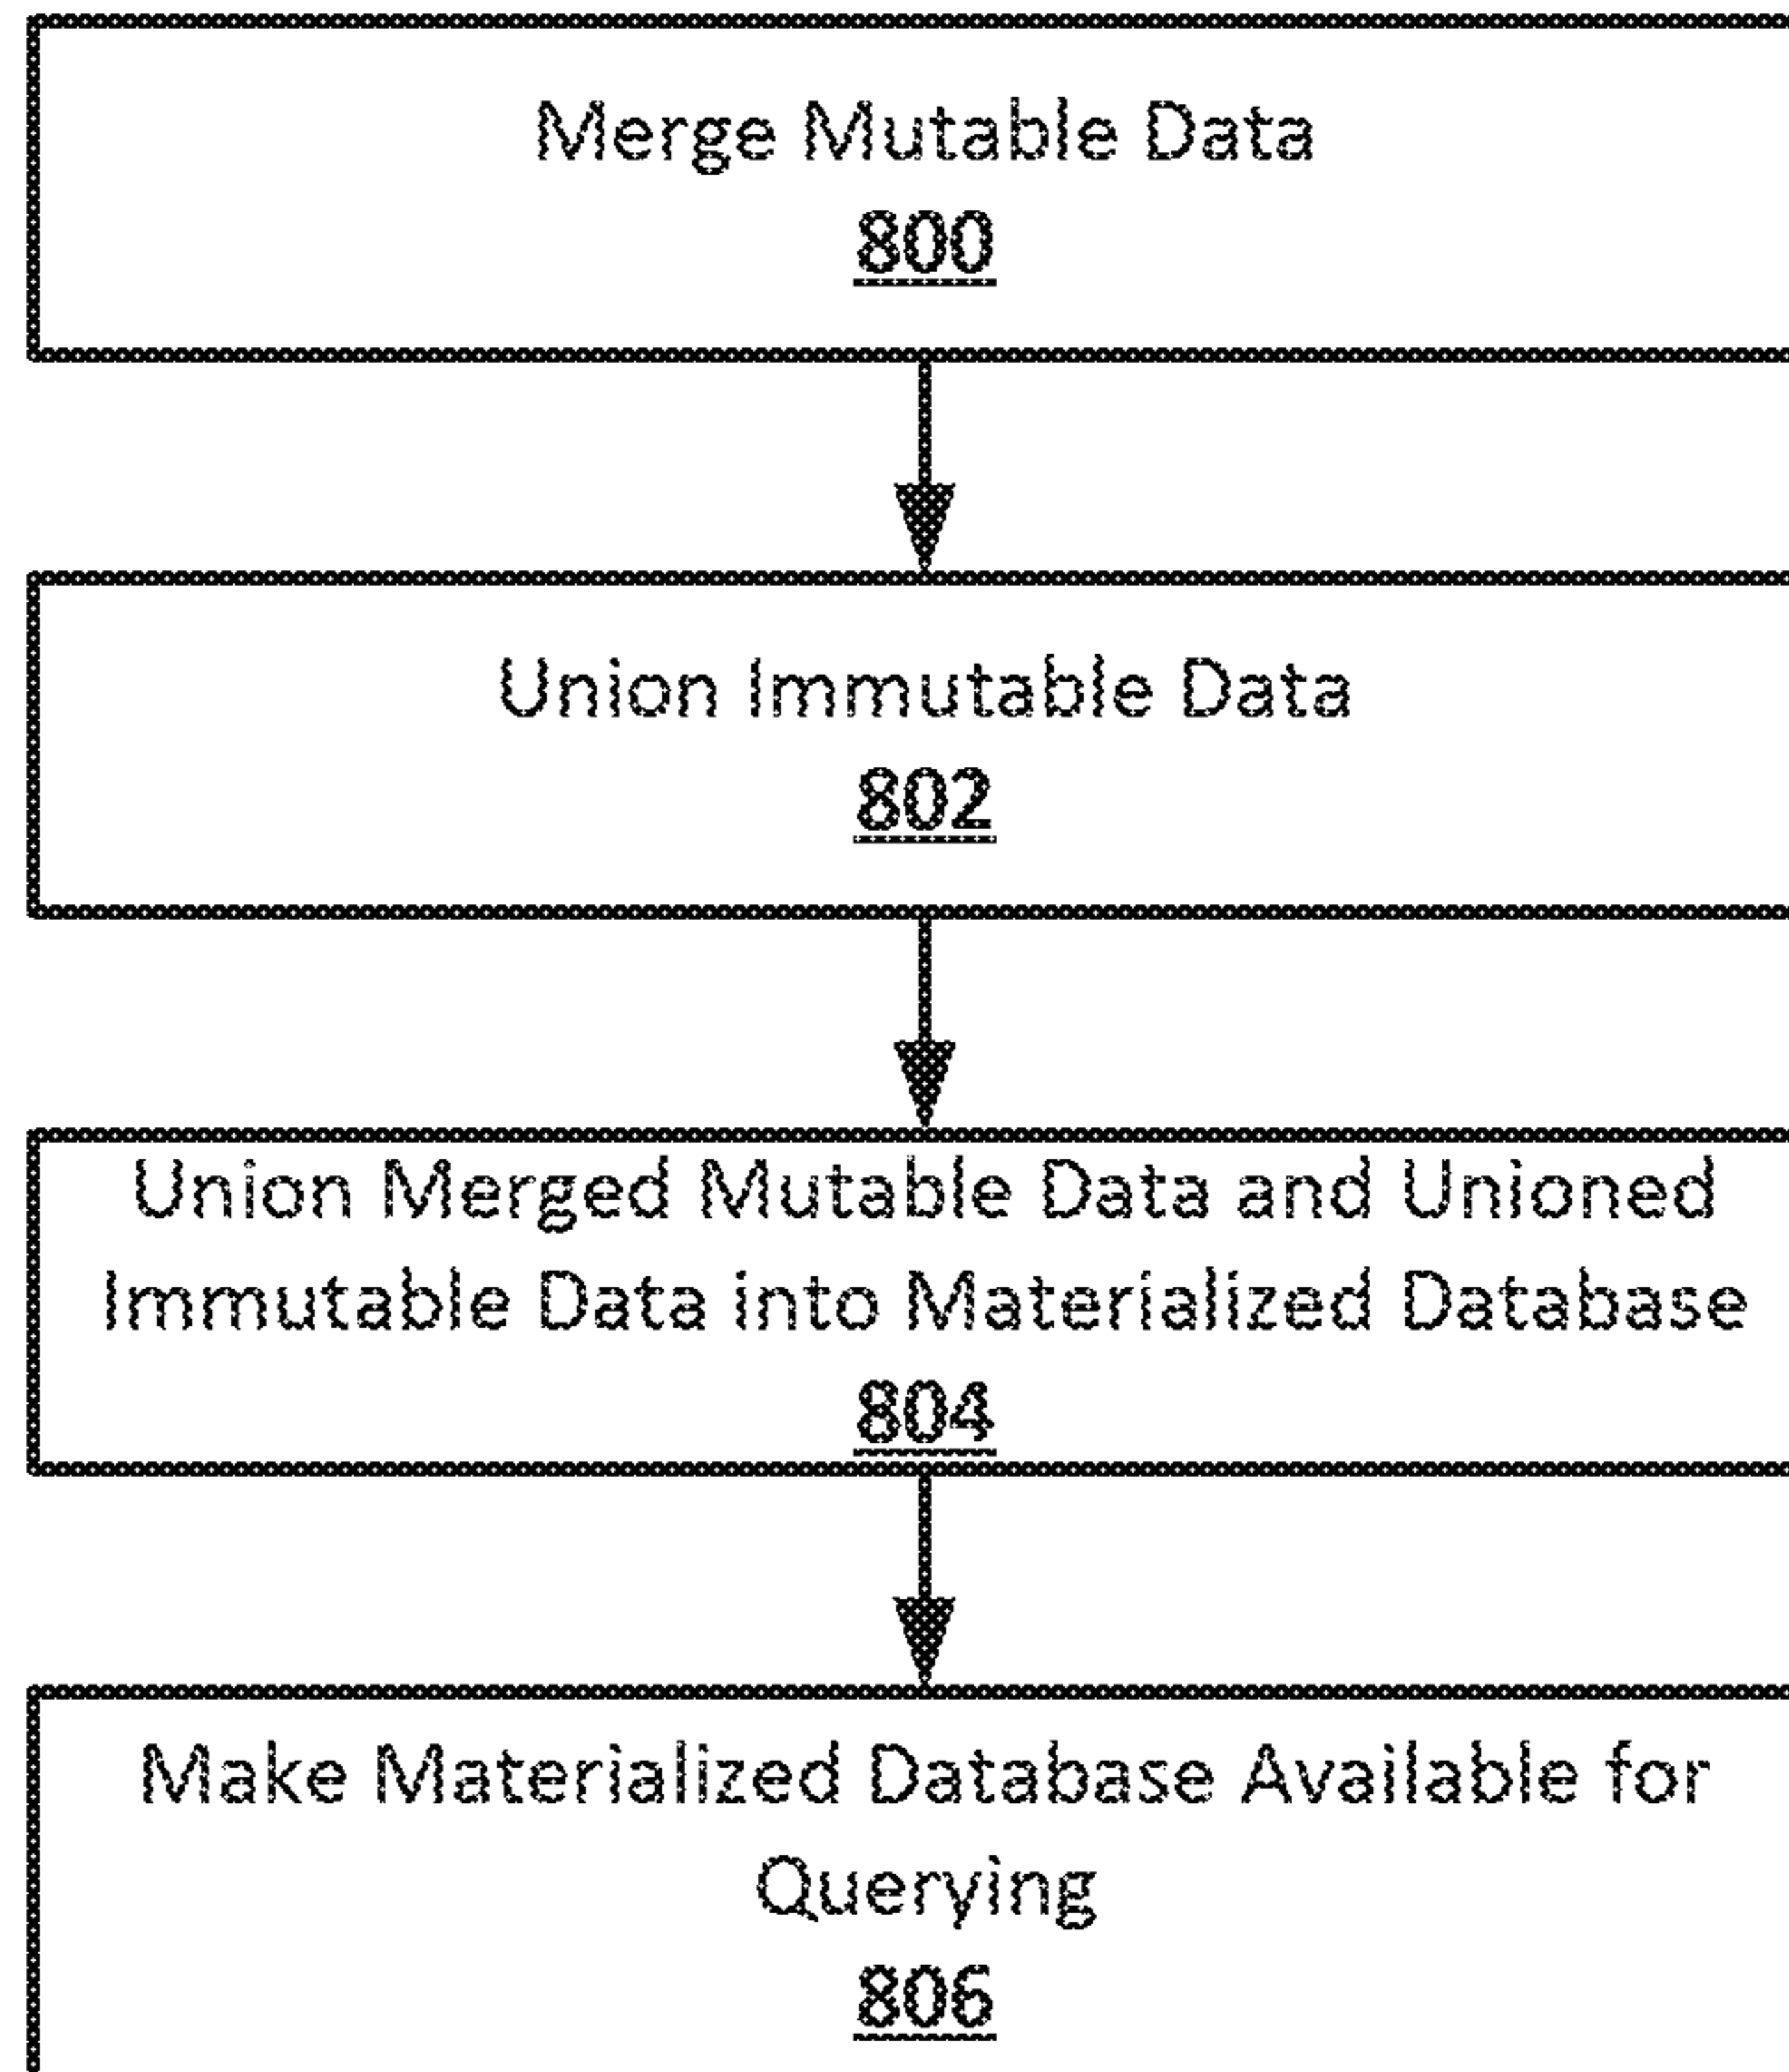 Merge Mutable Data
800
Union Immutable Data
802
Union Merged Mutable Data and Unioned
Immutable Data into Materialized Database
804
Make Materialized Database Available for
Querying
806